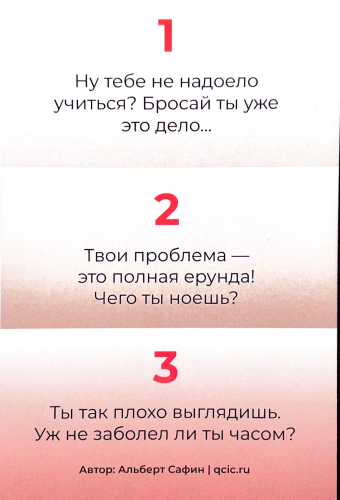 1
Ну тебе не надоело
учиться? Бросай ты уже
это дело...
2
Твои проблема —
это полная ерунда!
Чего ты ноешь?
3
Ты так плохо выглядишь.
Уж не заболел ли ты часом?
Автор: Альберт Сафин | qcic.ru